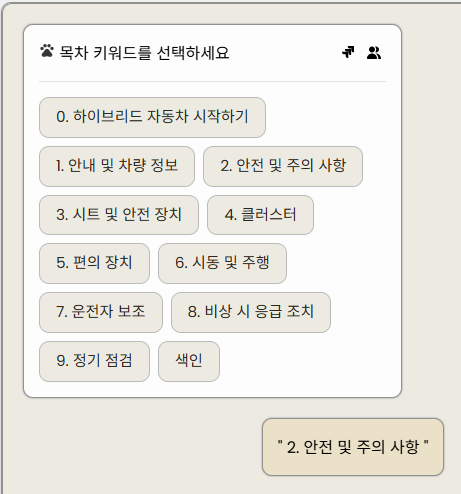 목차 키워드를 선택하세요
0. 하이브리드 자동차 시작하기
1. 안내 및 차량 정보 2. 안전 및 주의 사항
3. 시트 및 안전 장치 4. 클러스터
5. 편의 장치 6. 시동 및 주행
7. 운전자 보조 8. 비상 시 응급 조치
9. 정기 점검 색인
" 2. 안전 및 주의 사항 "